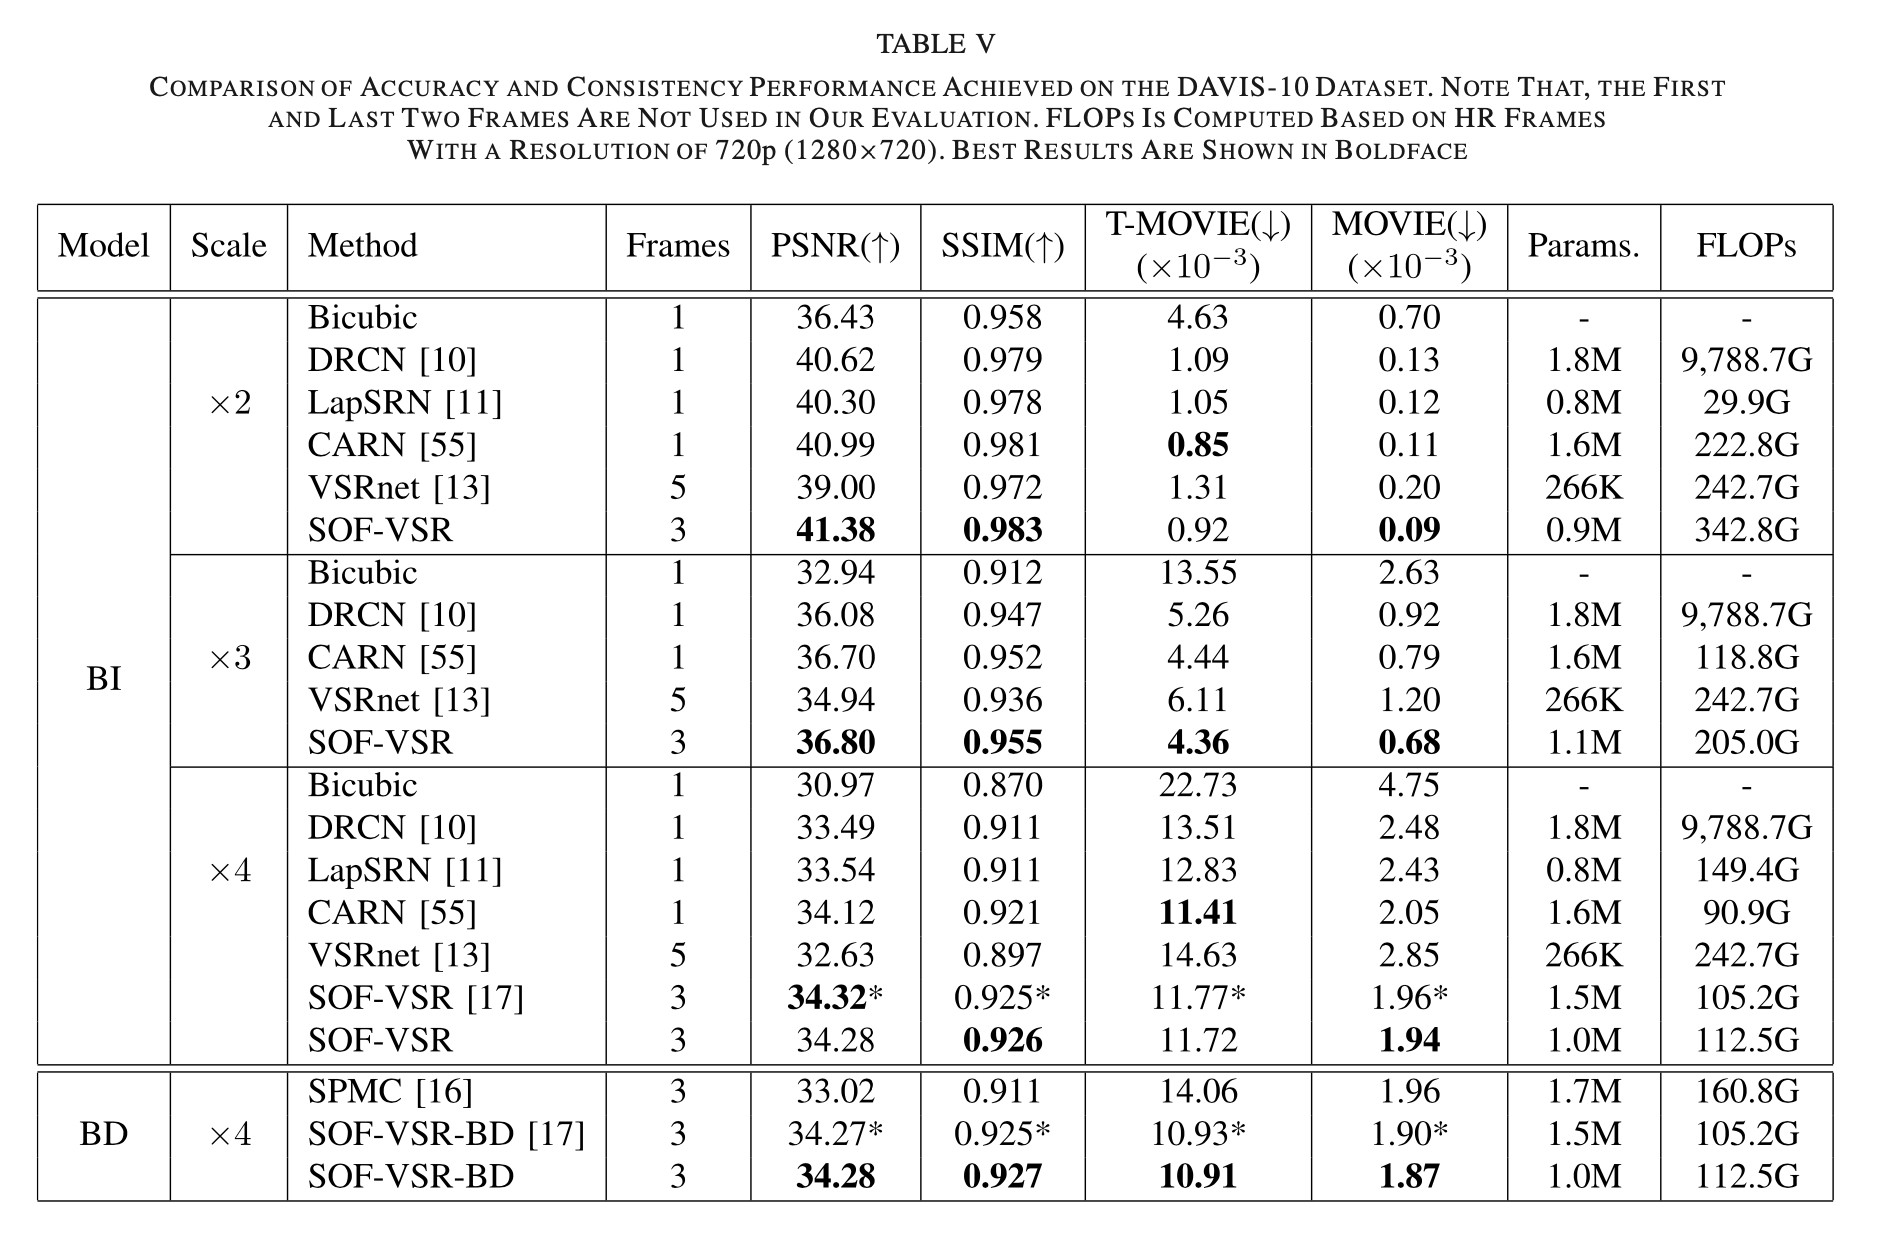 TABLE V
COMPARISON OF ACCURACY AND CONSISTENCY PERFORMANCE ACHIEVED ON THE DAVIS-10 DATASET. NOTE THAT, THE FIRST
AND LAST TWO FRAMES ARE NOT USED IN OUR EVALUATION. FLOPS IS COMPUTED BASED ON HR FRAMES
WITH A RESOLUTION OF 720p (1280×720). BEST RESULTS ARE SHOWN IN BOLDFACE
Model Scale Method Frames PSNR(↑) SSIM(↑) T-MOVIE(↓) (×10⁻³) MOVIE(↓) (×10⁻³) Params. FLOPs
BI
×2
Bicubic 1 36.43 0.958 4.63 0.70 - -
DRCN [10] 1 40.62 0.979 1.09 0.13 1.8M 9,788.7G
LapSRN [11] 1 40.30 0.978 1.05 0.12 0.8M 29.9G
CARN [55] 1 40.99 0.981 0.85 0.11 1.6M 222.8G
VSRnet [13] 5 39.00 0.972 1.31 0.20 266K 242.7G
SOF-VSR 3 41.38 0.983 0.92 0.09 0.9M 342.8G
×3
Bicubic 1 32.94 0.912 13.55 2.63 - -
DRCN [10] 1 36.08 0.947 5.26 0.92 1.8M 9,788.7G
CARN [55] 1 36.70 0.952 4.44 0.79 1.6M 118.8G
VSRnet [13] 5 34.94 0.936 6.11 1.20 266K 242.7G
SOF-VSR 3 36.80 0.955 4.36 0.68 1.1M 205.0G
×4
Bicubic 1 30.97 0.870 22.73 4.75 - -
DRCN [10] 1 33.49 0.911 13.51 2.48 1.8M 9,788.7G
LapSRN [11] 1 33.54 0.911 12.83 2.43 0.8M 149.4G
CARN [55] 1 34.12 0.921 11.41 2.05 1.6M 90.9G
VSRnet [13] 5 32.63 0.897 14.63 2.85 266K 242.7G
SOF-VSR [17] 3 34.32* 0.925* 11.77* 1.96* 1.5M 105.2G
SOF-VSR 3 34.28 0.926 11.72 1.94 1.0M 112.5G
BD
×4
SPMC [16] 3 33.02 0.911 14.06 1.96 1.7M 160.8G
SOF-VSR-BD [17] 3 34.27* 0.925* 10.93* 1.90* 1.5M 105.2G
SOF-VSR-BD 3 34.28 0.927 10.91 1.87 1.0M 112.5G